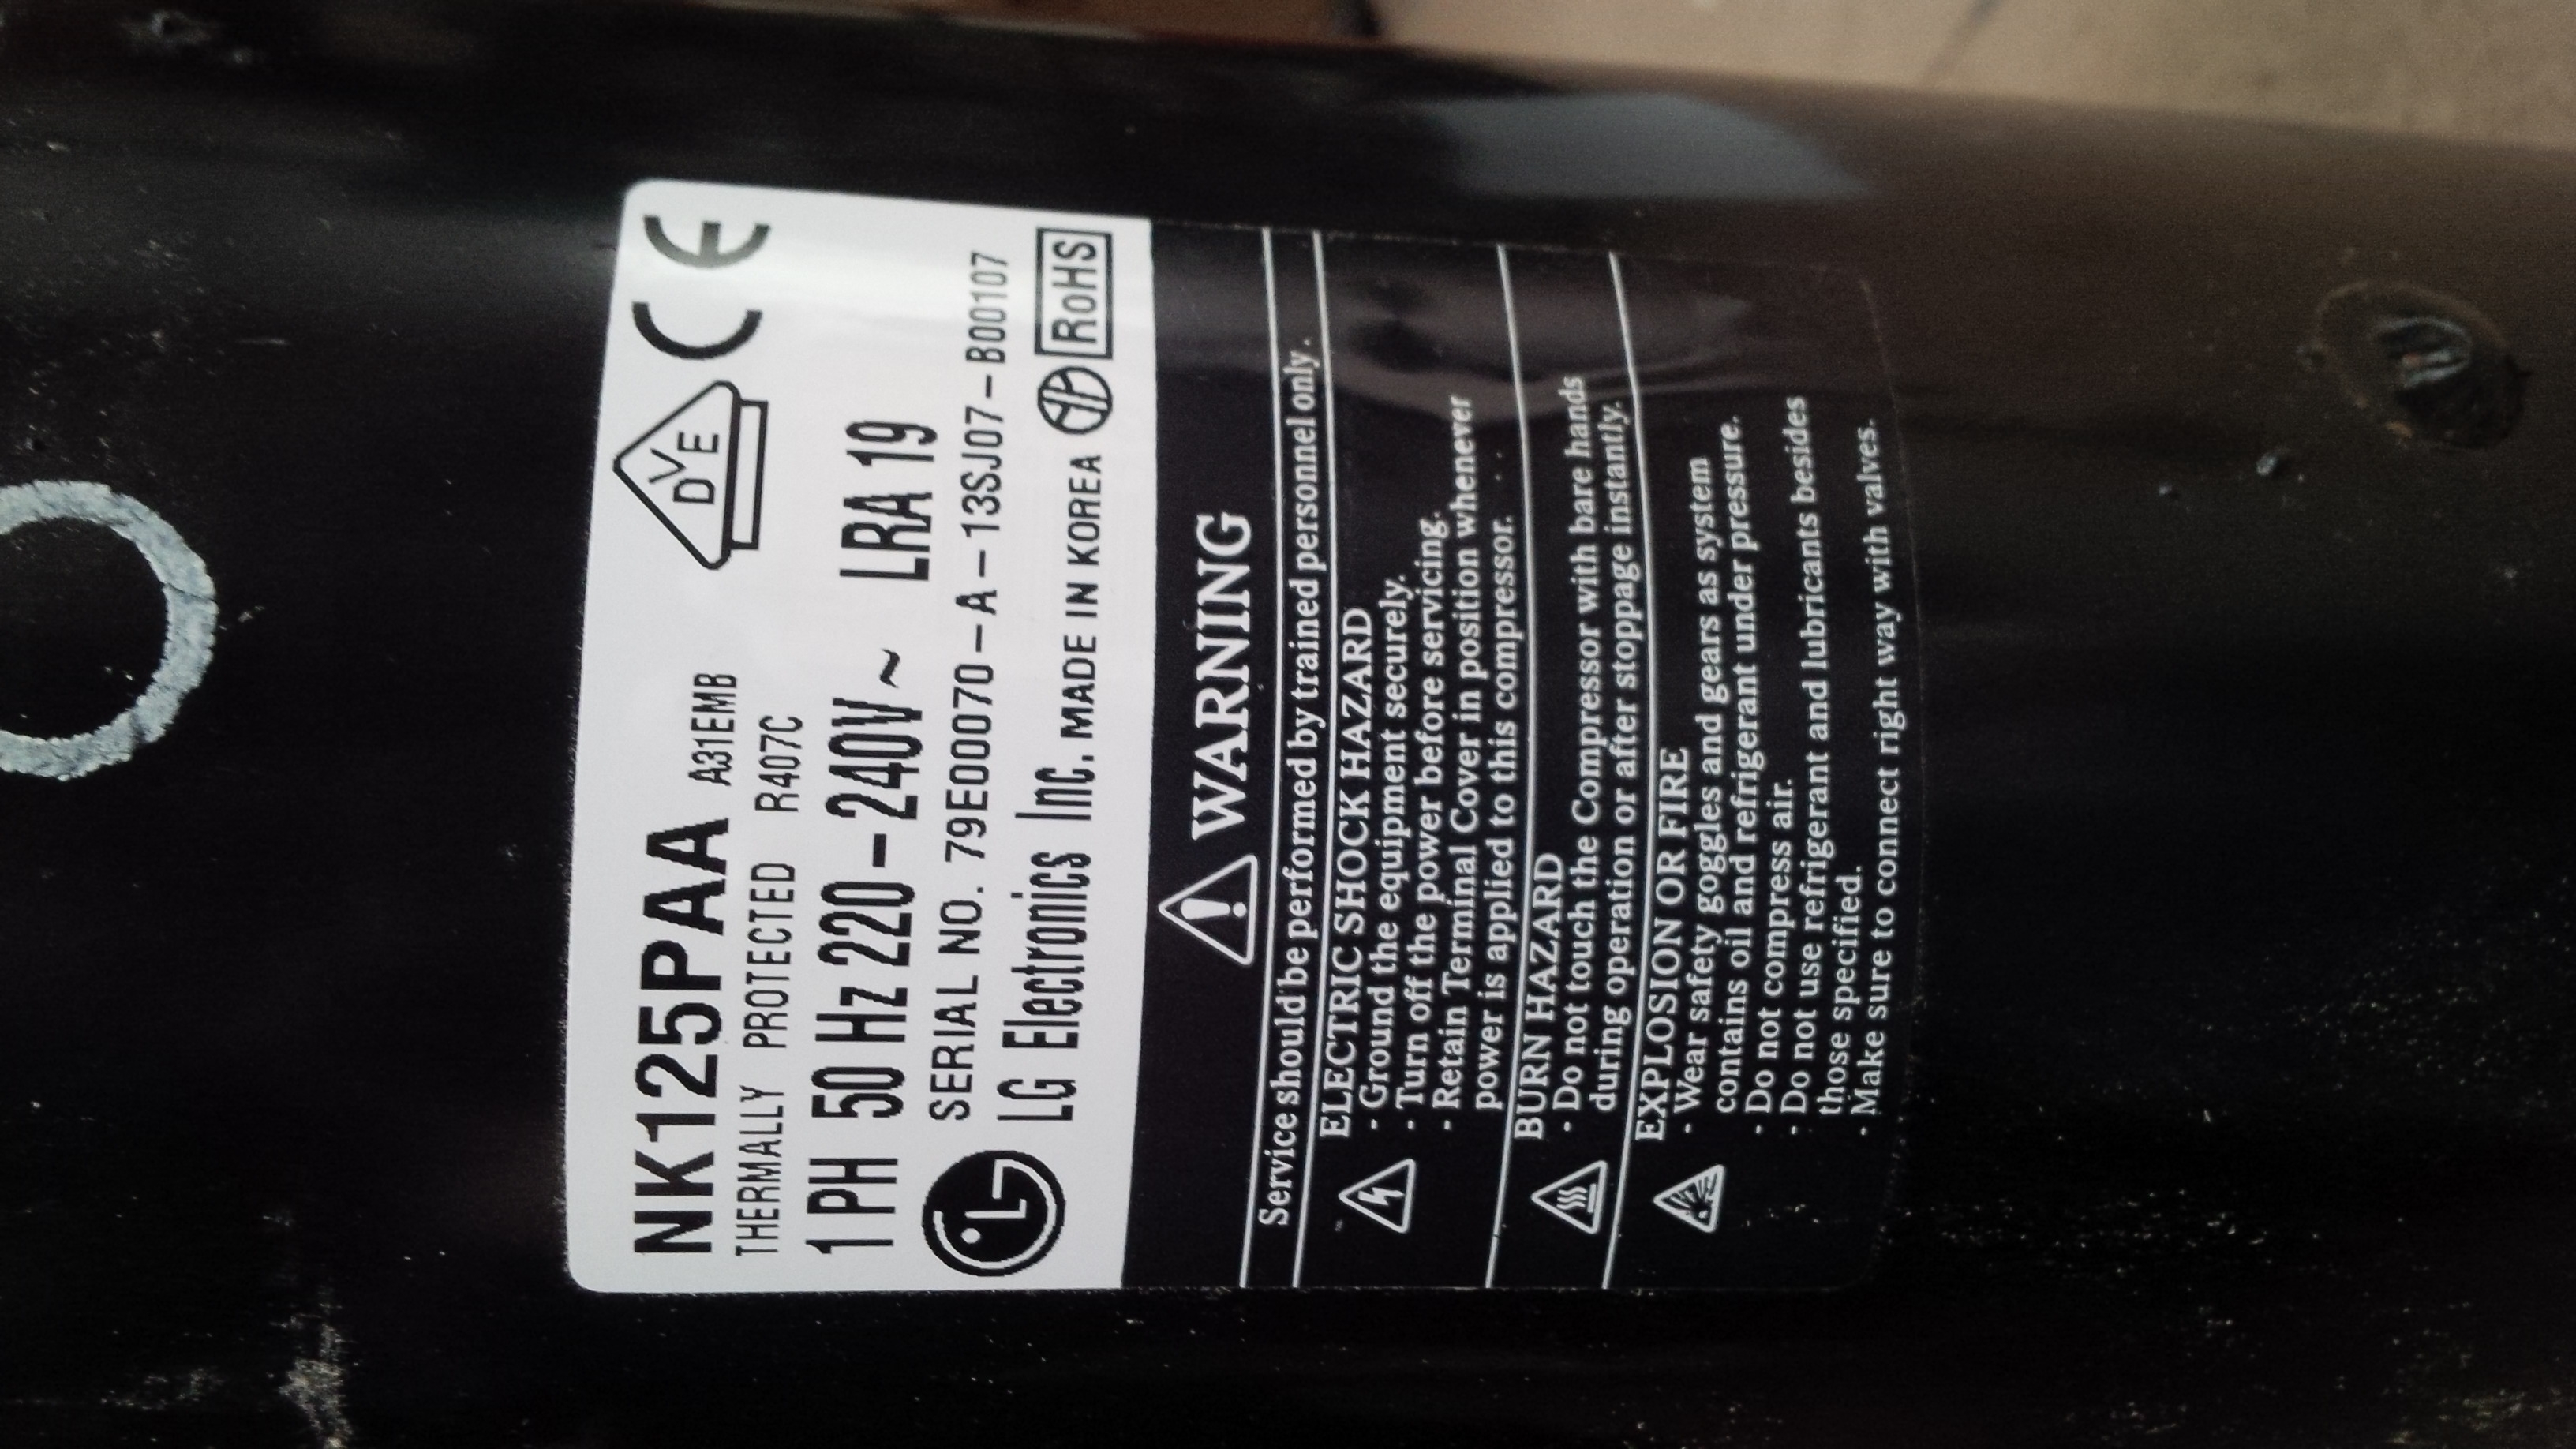 NK125PAA A31EMB
THERMALLY PROTECTED R407C
1 PH 50 Hz 220-240V~ LRA 19
SERIAL NO. 79E00070-A-13SJ07-B00107
LG LG Electronics Inc. MADE IN KOREA RoHS
DVE CE
WARNING
Service should be performed by trained personnel only.
ELECTRIC SHOCK HAZARD
- Ground the equipment securely.
- Turn off the power before servicing.
- Retain Terminal Cover in position whenever
power is applied to this compressor.
BURN HAZARD
- Do not touch the Compressor with bare hands
during operation or after stoppage instantly.
EXPLOSION OR FIRE
- Wear safety goggles and gears as system
contains oil and refrigerant under pressure.
- Do not compress air.
- Do not use refrigerant and lubricants besides
those specified.
- Make sure to connect right way with valves.